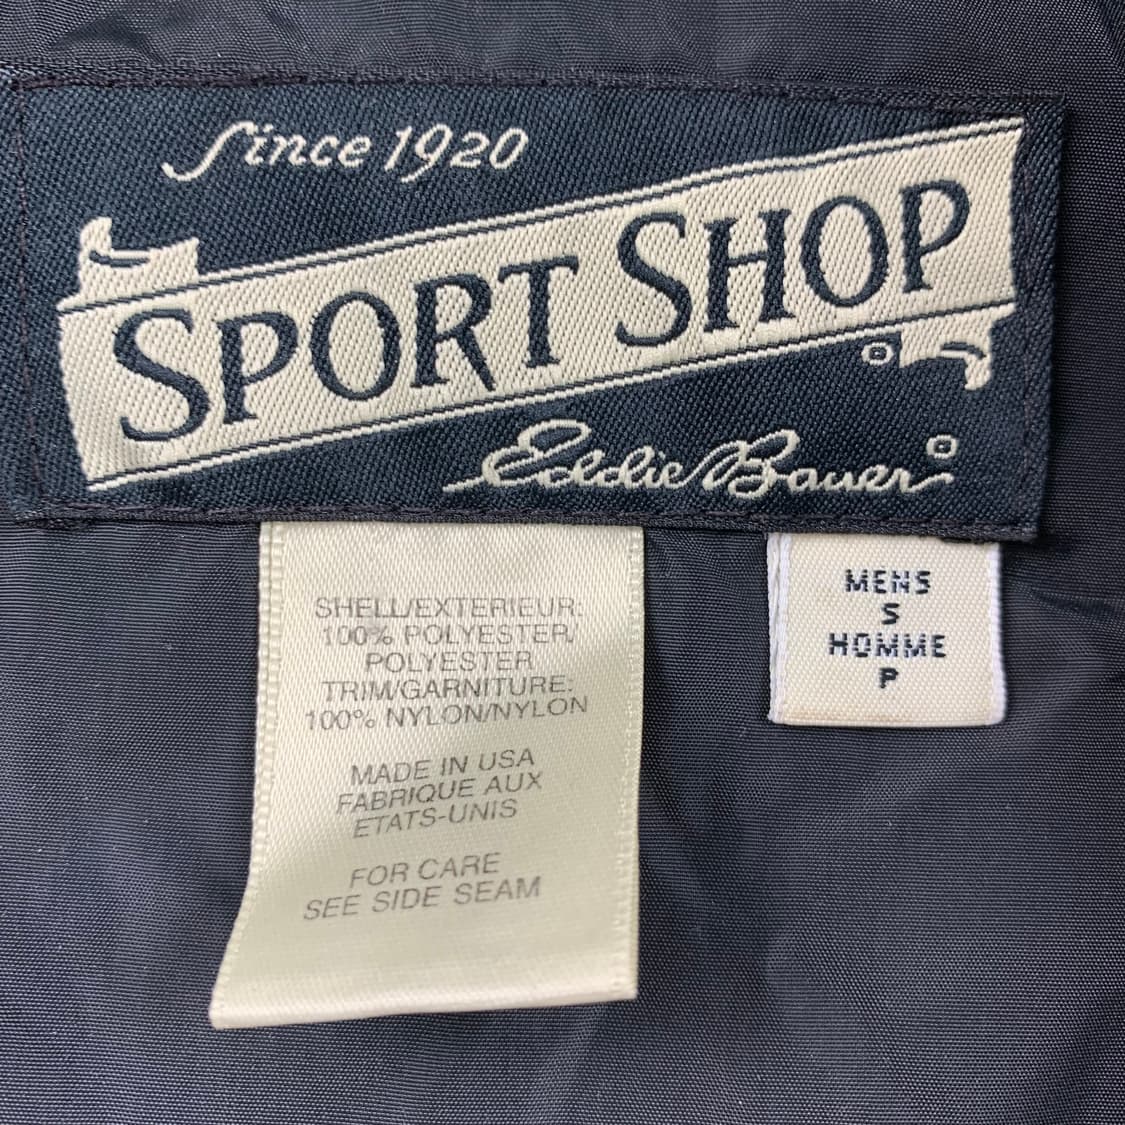 Since 1920
SPORT SHOP
®
Eddie Bauer®
SHELL/EXTERIEUR:
100% POLYESTER/
POLYESTER
TRIM/GARNITURE:
100% NYLON/NYLON
MADE IN USA
FABRIQUE AUX
ETATS-UNIS
FOR CARE
SEE SIDE SEAM
MENS
S
HOMME
P